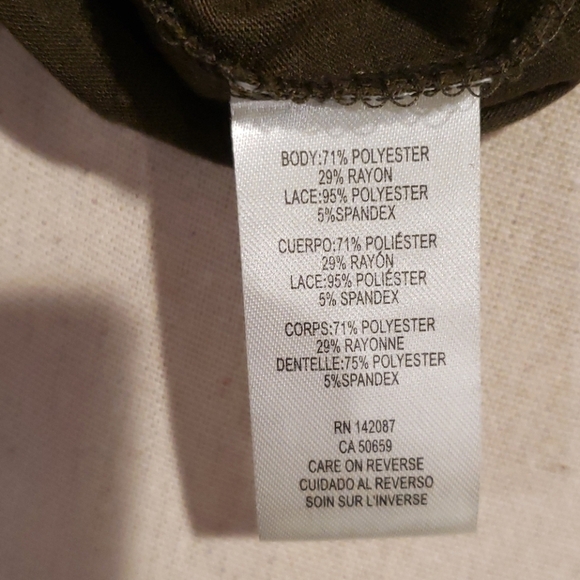 BODY:71% POLYESTER
29% RAYON
LACE:95% POLYESTER
5%SPANDEX
CUERPO:71% POLIÉSTER
29% RAYÓN
LACE:95% POLIÉSTER
5% SPANDEX
CORPS:71% POLYESTER
29% RAYONNE
DENTELLE:75% POLYESTER
5%SPANDEX
RN 142087
CA 50659
CARE ON REVERSE
CUIDADO AL REVERSO
SOIN SUR L'INVERSE